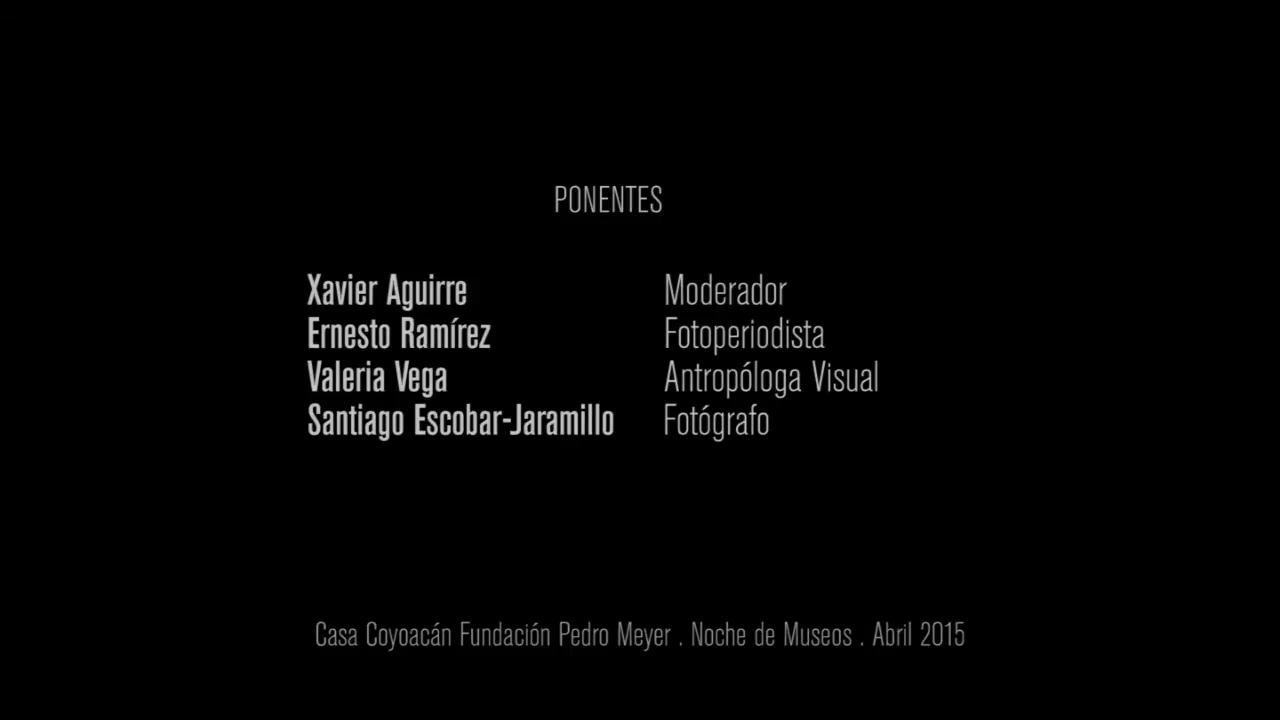 PONENTES
Xavier Aguirre Moderador
Ernesto Ramírez Fotoperiodista
Valeria Vega Antropóloga Visual
Santiago Escobar-Jaramillo Fotógrafo
Casa Coyoacán Fundación Pedro Meyer . Noche de Museos . Abril 2015